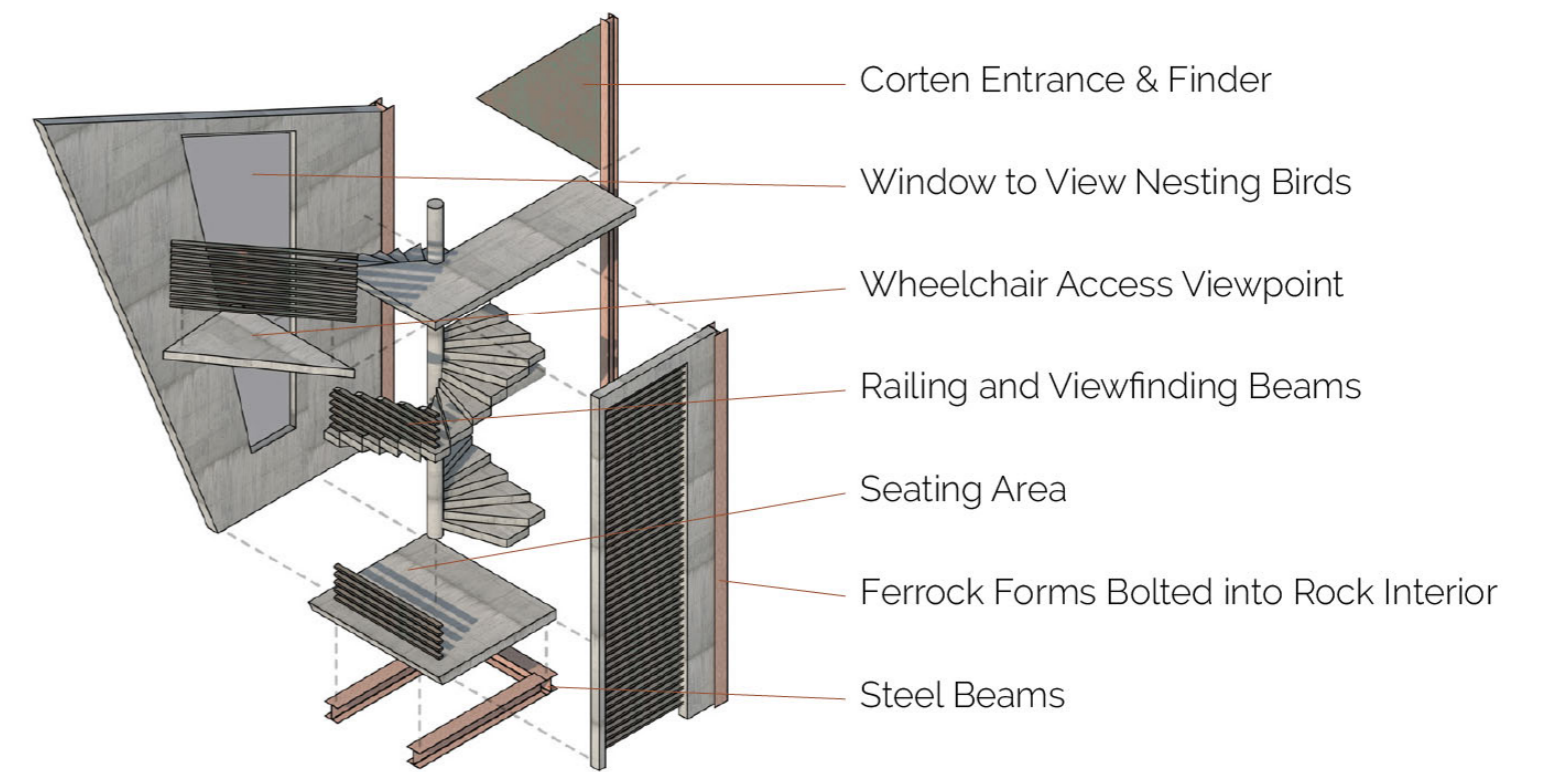 Corten Entrance & Finder
Window to View Nesting Birds
Wheelchair Access Viewpoint
Railing and Viewfinding Beams
Seating Area
Ferrock Forms Bolted into Rock Interior
Steel Beams